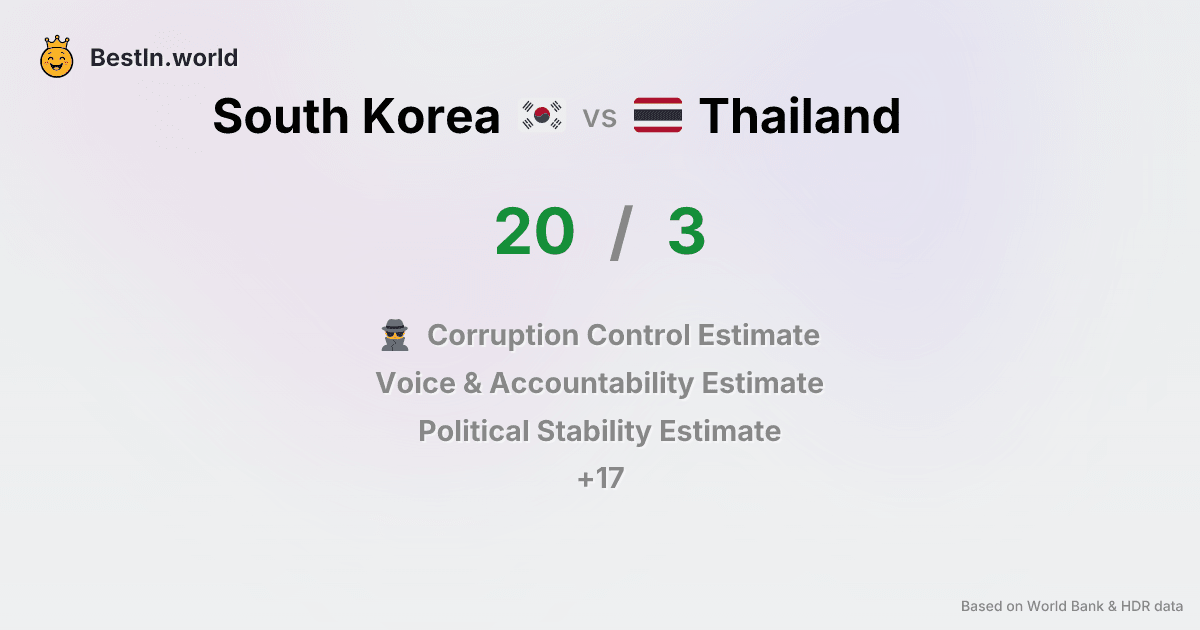 BestIn.world
South Korea vs Thailand
20 / 3
Corruption Control Estimate
Voice & Accountability Estimate
Political Stability Estimate
+17
Based on World Bank & HDR data